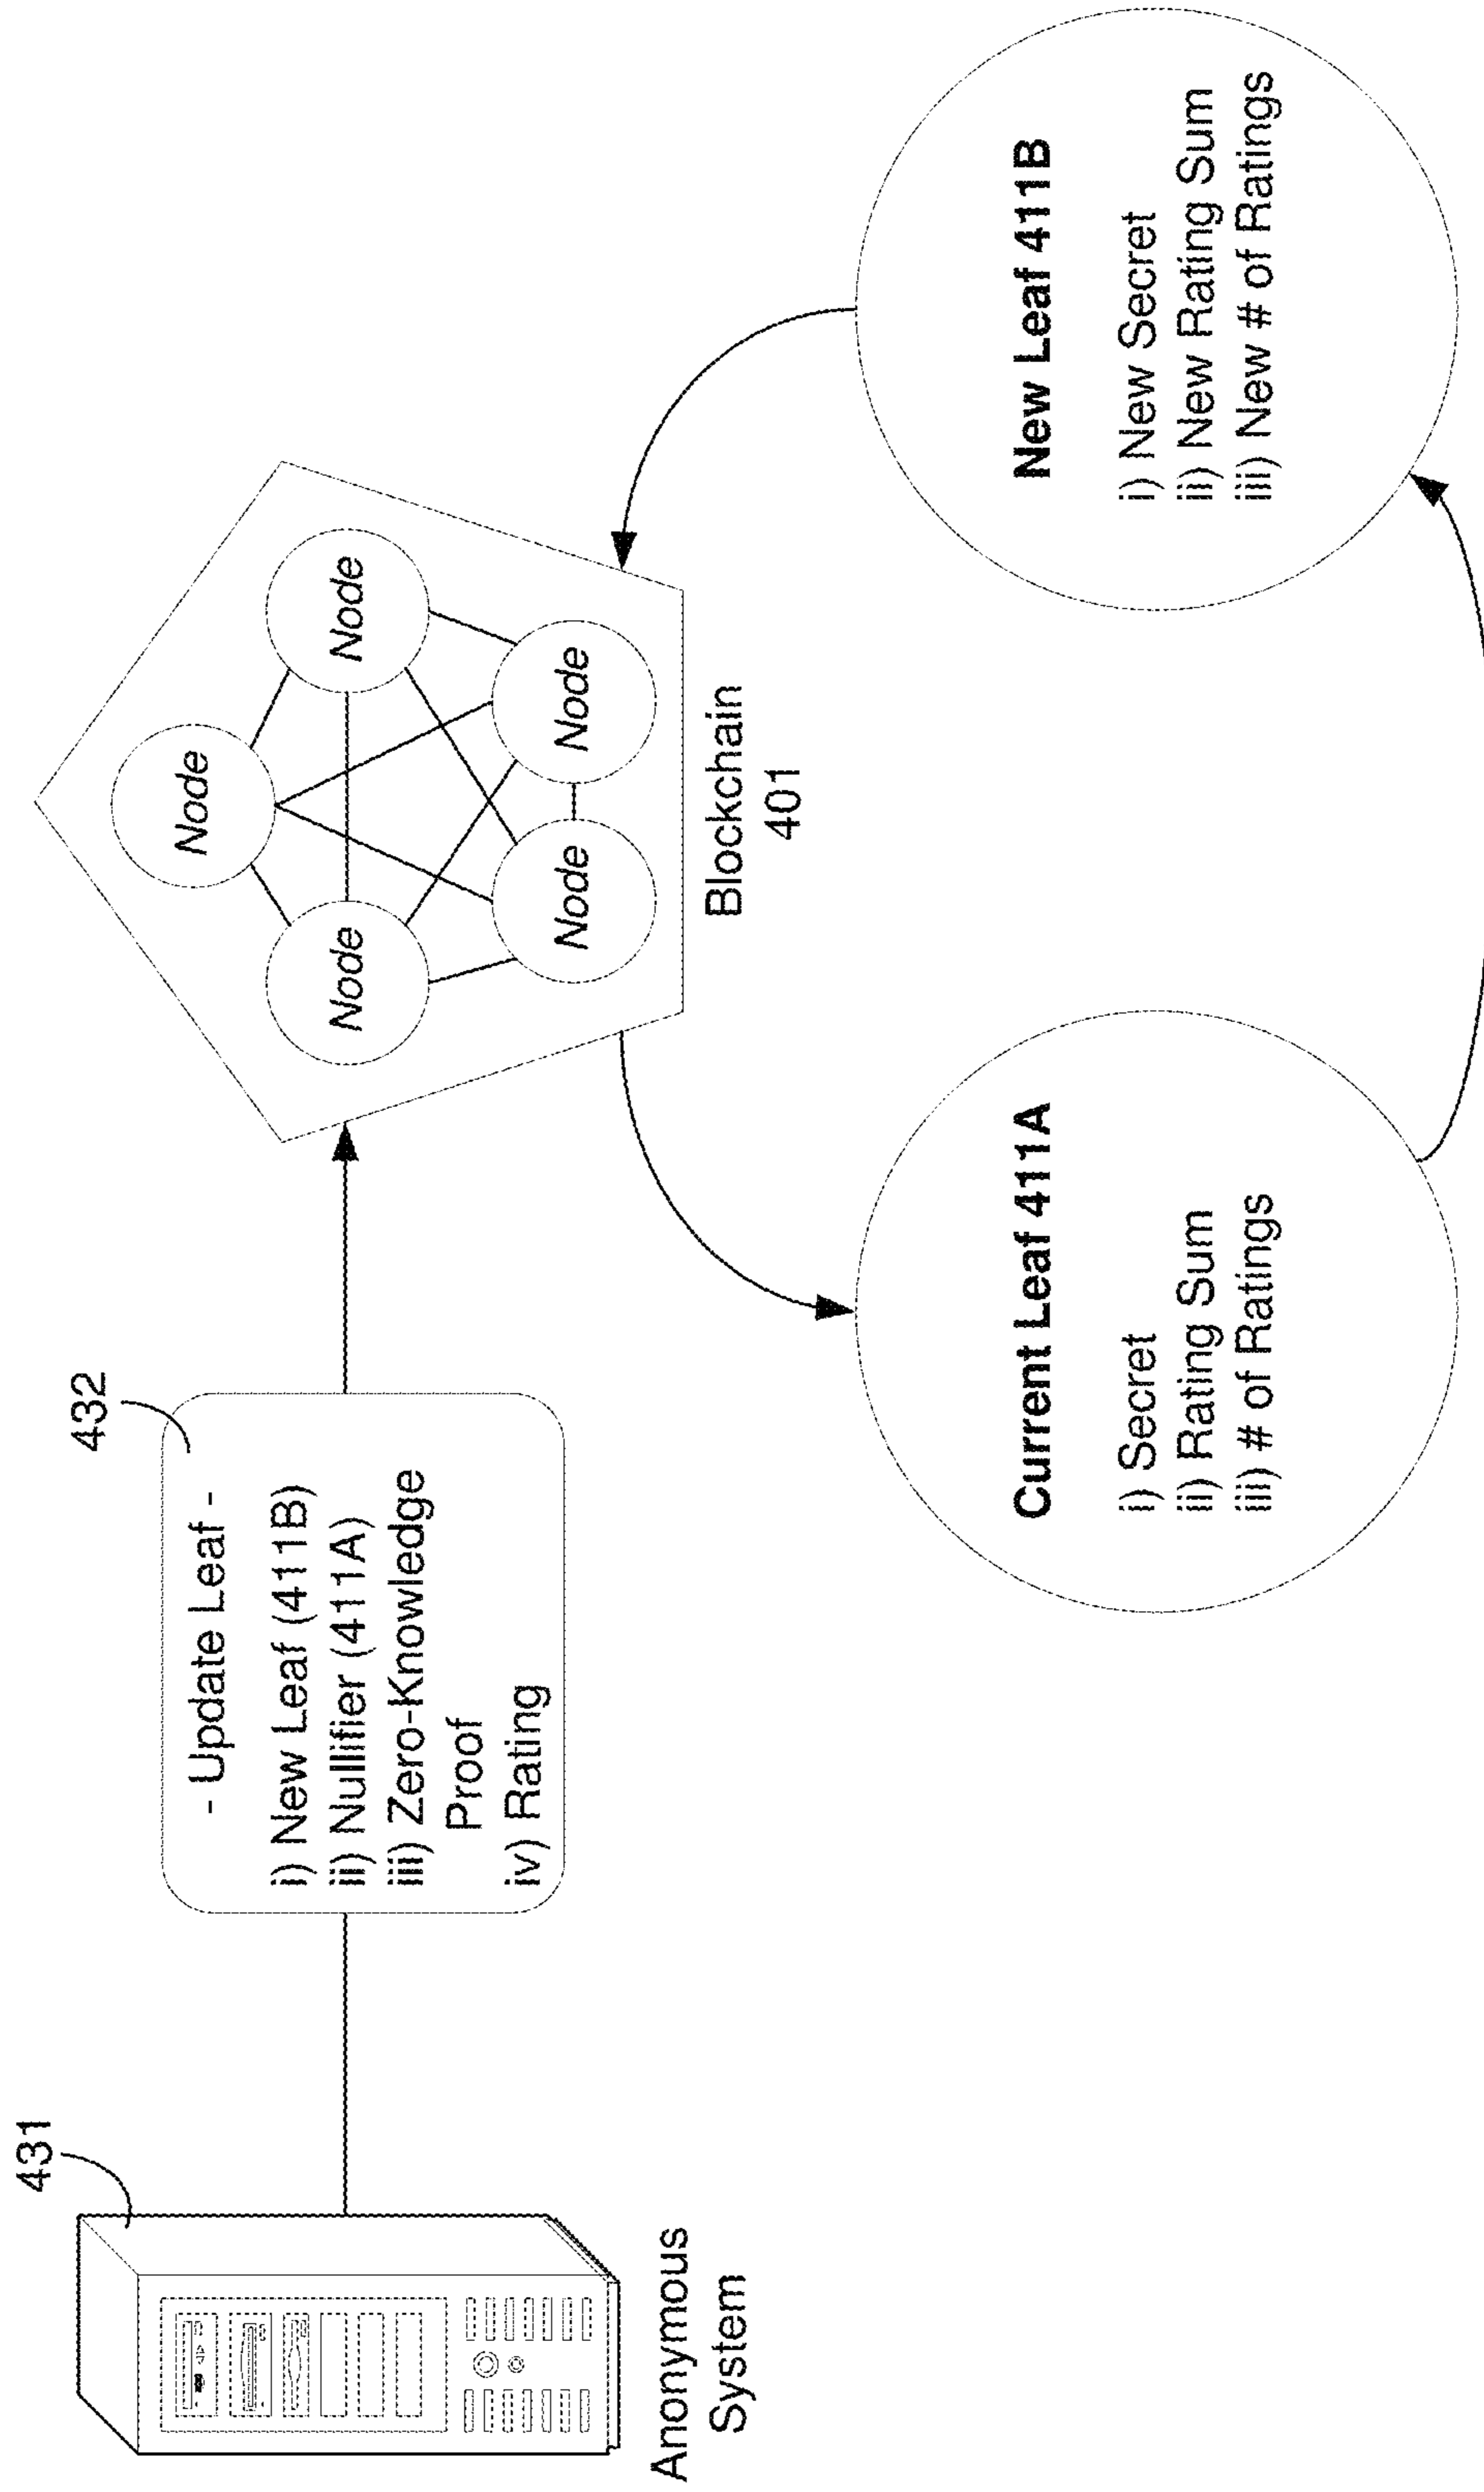 431
Anonymous
System
432
- Update Leaf -
i) New Leaf (411B)
ii) Nullifier (411A)
iii) Zero-Knowledge
Proof
iv) Rating
Node
Node
Node
Node
Node
Blockchain
401
Current Leaf 411A
i) Secret
ii) Rating Sum
iii) # of Ratings
New Leaf 411B
i) New Secret
ii) New Rating Sum
iii) New # of Ratings